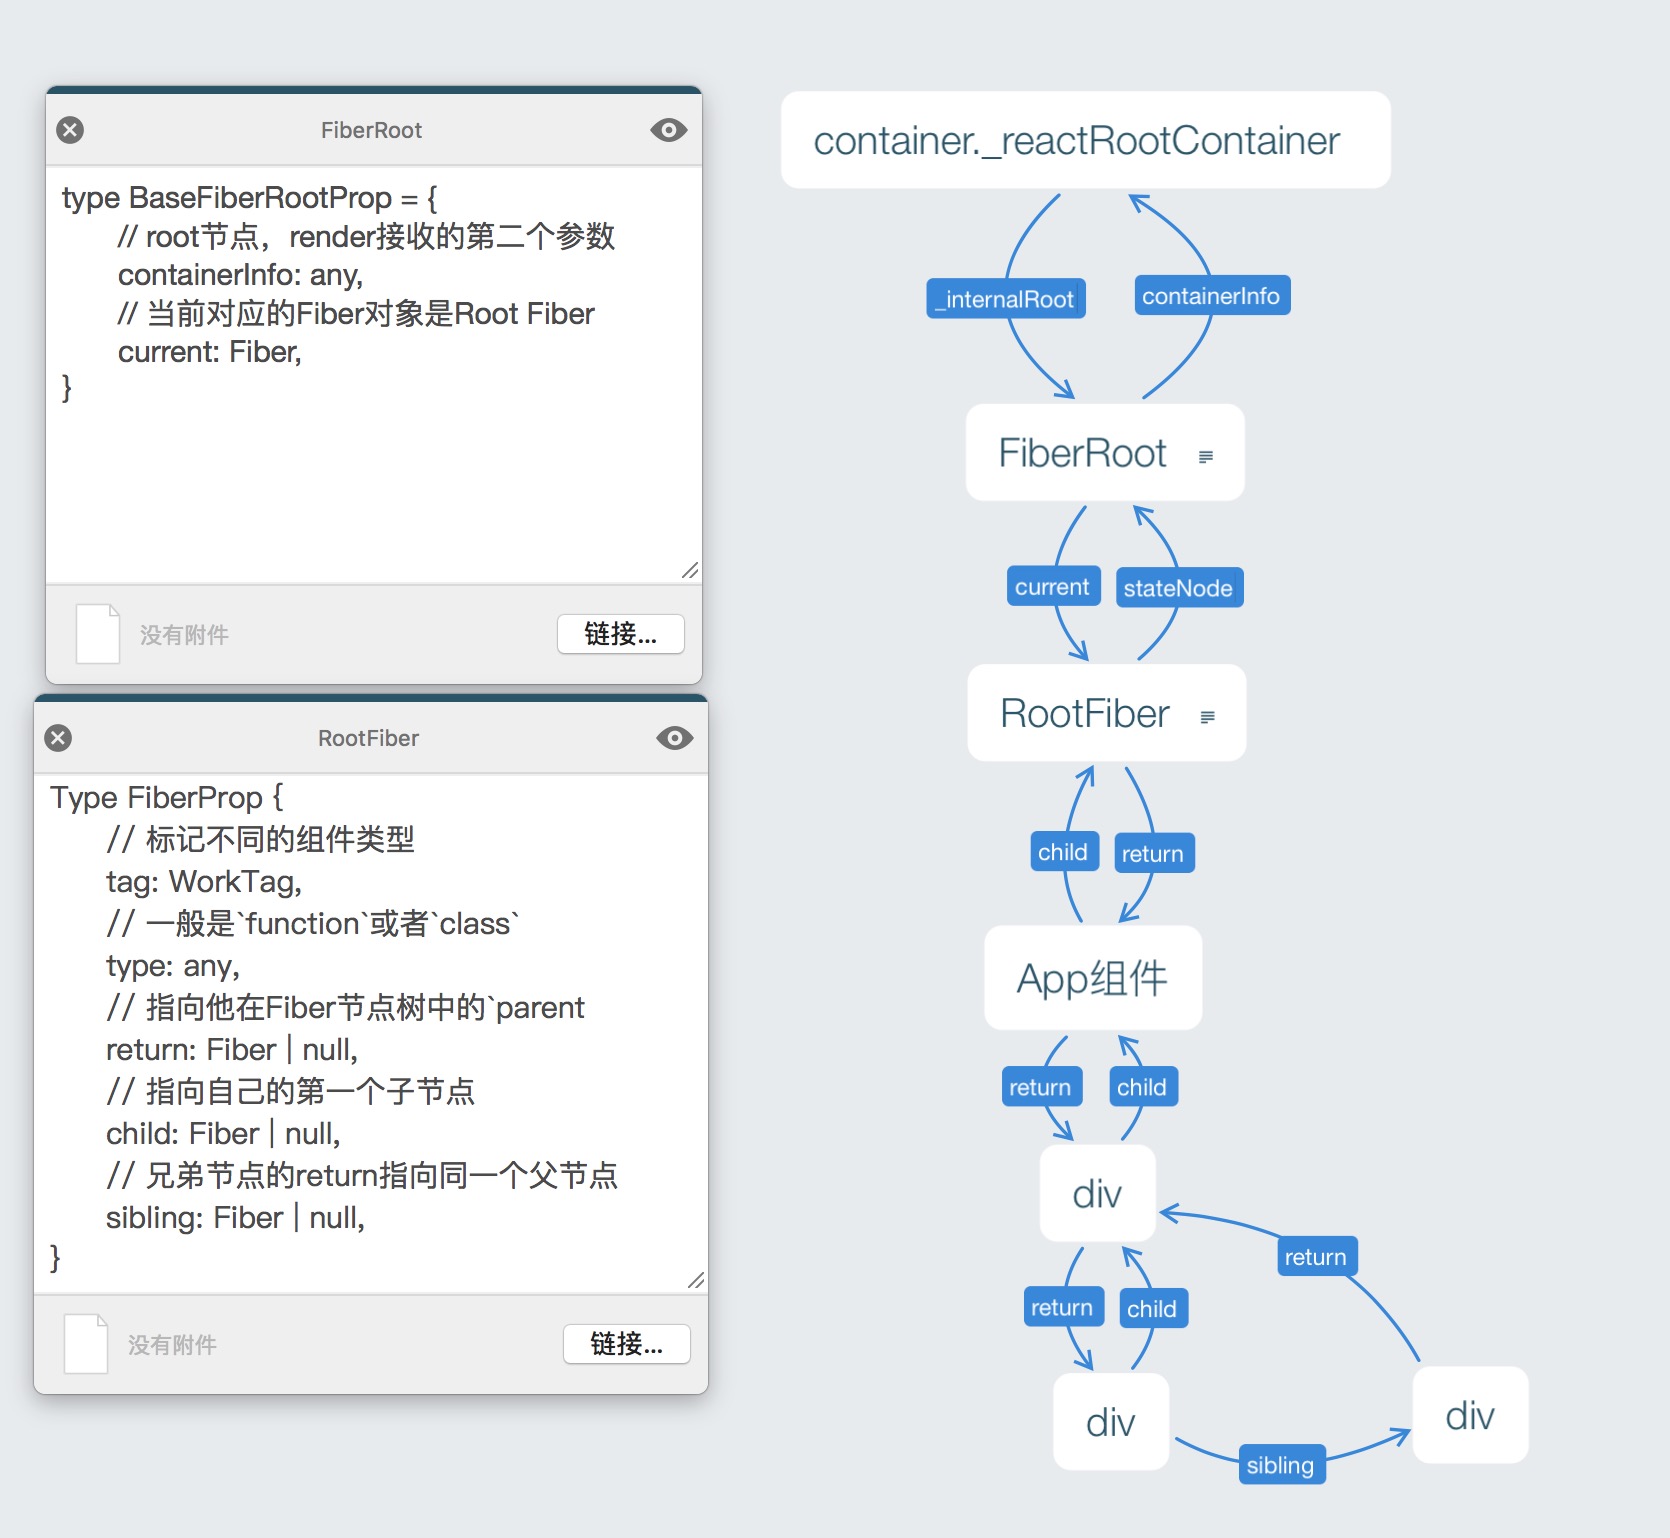 FiberRoot
type BaseFiberRootProp = {
// root节点，render接收的第二个参数
containerInfo: any,
// 当前对应的Fiber对象是Root Fiber
current: Fiber,
}
没有附件
链接...
RootFiber
Type FiberProp {
// 标记不同的组件类型
tag: WorkTag,
// 一般是`function`或者`class`
type: any,
// 指向他在Fiber节点树中的`parent
return: Fiber | null,
// 指向自己的第一个子节点
child: Fiber | null,
// 兄弟节点的return指向同一个父节点
sibling: Fiber | null,
}
没有附件
链接...
container._reactRootContainer
_internalRoot
containerInfo
FiberRoot
current
stateNode
RootFiber
child
return
App组件
return
child
div
return
return
child
div
div
sibling